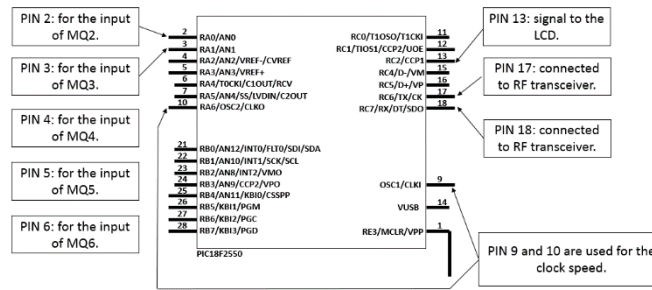 PIN 2: for the input
of MQ2.
PIN 3: for the input
of MQ3.
PIN 4: for the input
of MQ4.
PIN 5: for the input
of MQ5.
PIN 6: for the input
of MQ6.
2 RA0/AN0
3 RA1/AN1
4 RA2/AN2/VREF-/CVREF
5 RA3/AN3/VREF+
6 RA4/T0CKI/C1OUT/RCV
7 RA5/AN4/SS/LVDIN/C2OUT
10 RA6/OSC2/CLKO
21 RB0/AN12/INT0/FLT0/SDI/SDA
22 RB1/AN10/INT1/SCK/SCL
23 RB2/AN8/INT2/VMO
24 RB3/AN9/CCP2/VPO
25 RB4/AN11/KBI0/CSSPP
26 RB5/KBI1/PGM
27 RB6/KBI2/PGC
28 RB7/KBI3/PGD
PIC18F2550
RC0/T1OSO/T1CKI 11
RC1/TIOS1/CCP2/UOE 12
RC2/CCP1 13
RC4/D-/VM 15
RC5/D+/VP 16
RC6/TX/CK 17
RC7/RX/DT/SDO 18
OSC1/CLKI 9
VUSB 14
RE3/MCLR/VPP 1
PIN 13: signal to the
LCD.
PIN 17: connected
to RF transceiver.
PIN 18: connected
to RF transceiver.
PIN 9 and 10 are used for the
clock speed.